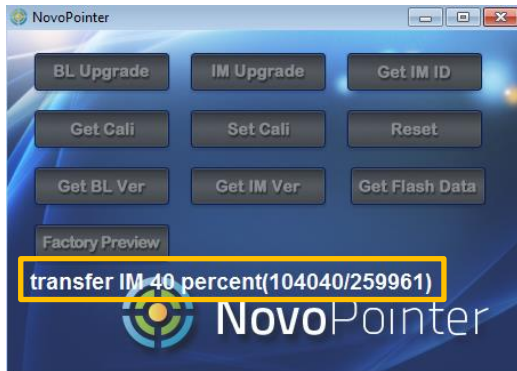 NovoPointer
BL Upgrade IM Upgrade Get IM ID
Get Cali Set Cali Reset
Get BL Ver Get IM Ver Get Flash Data
Factory Preview
transfer IM 40 percent(104040/259961)
NovoPointer